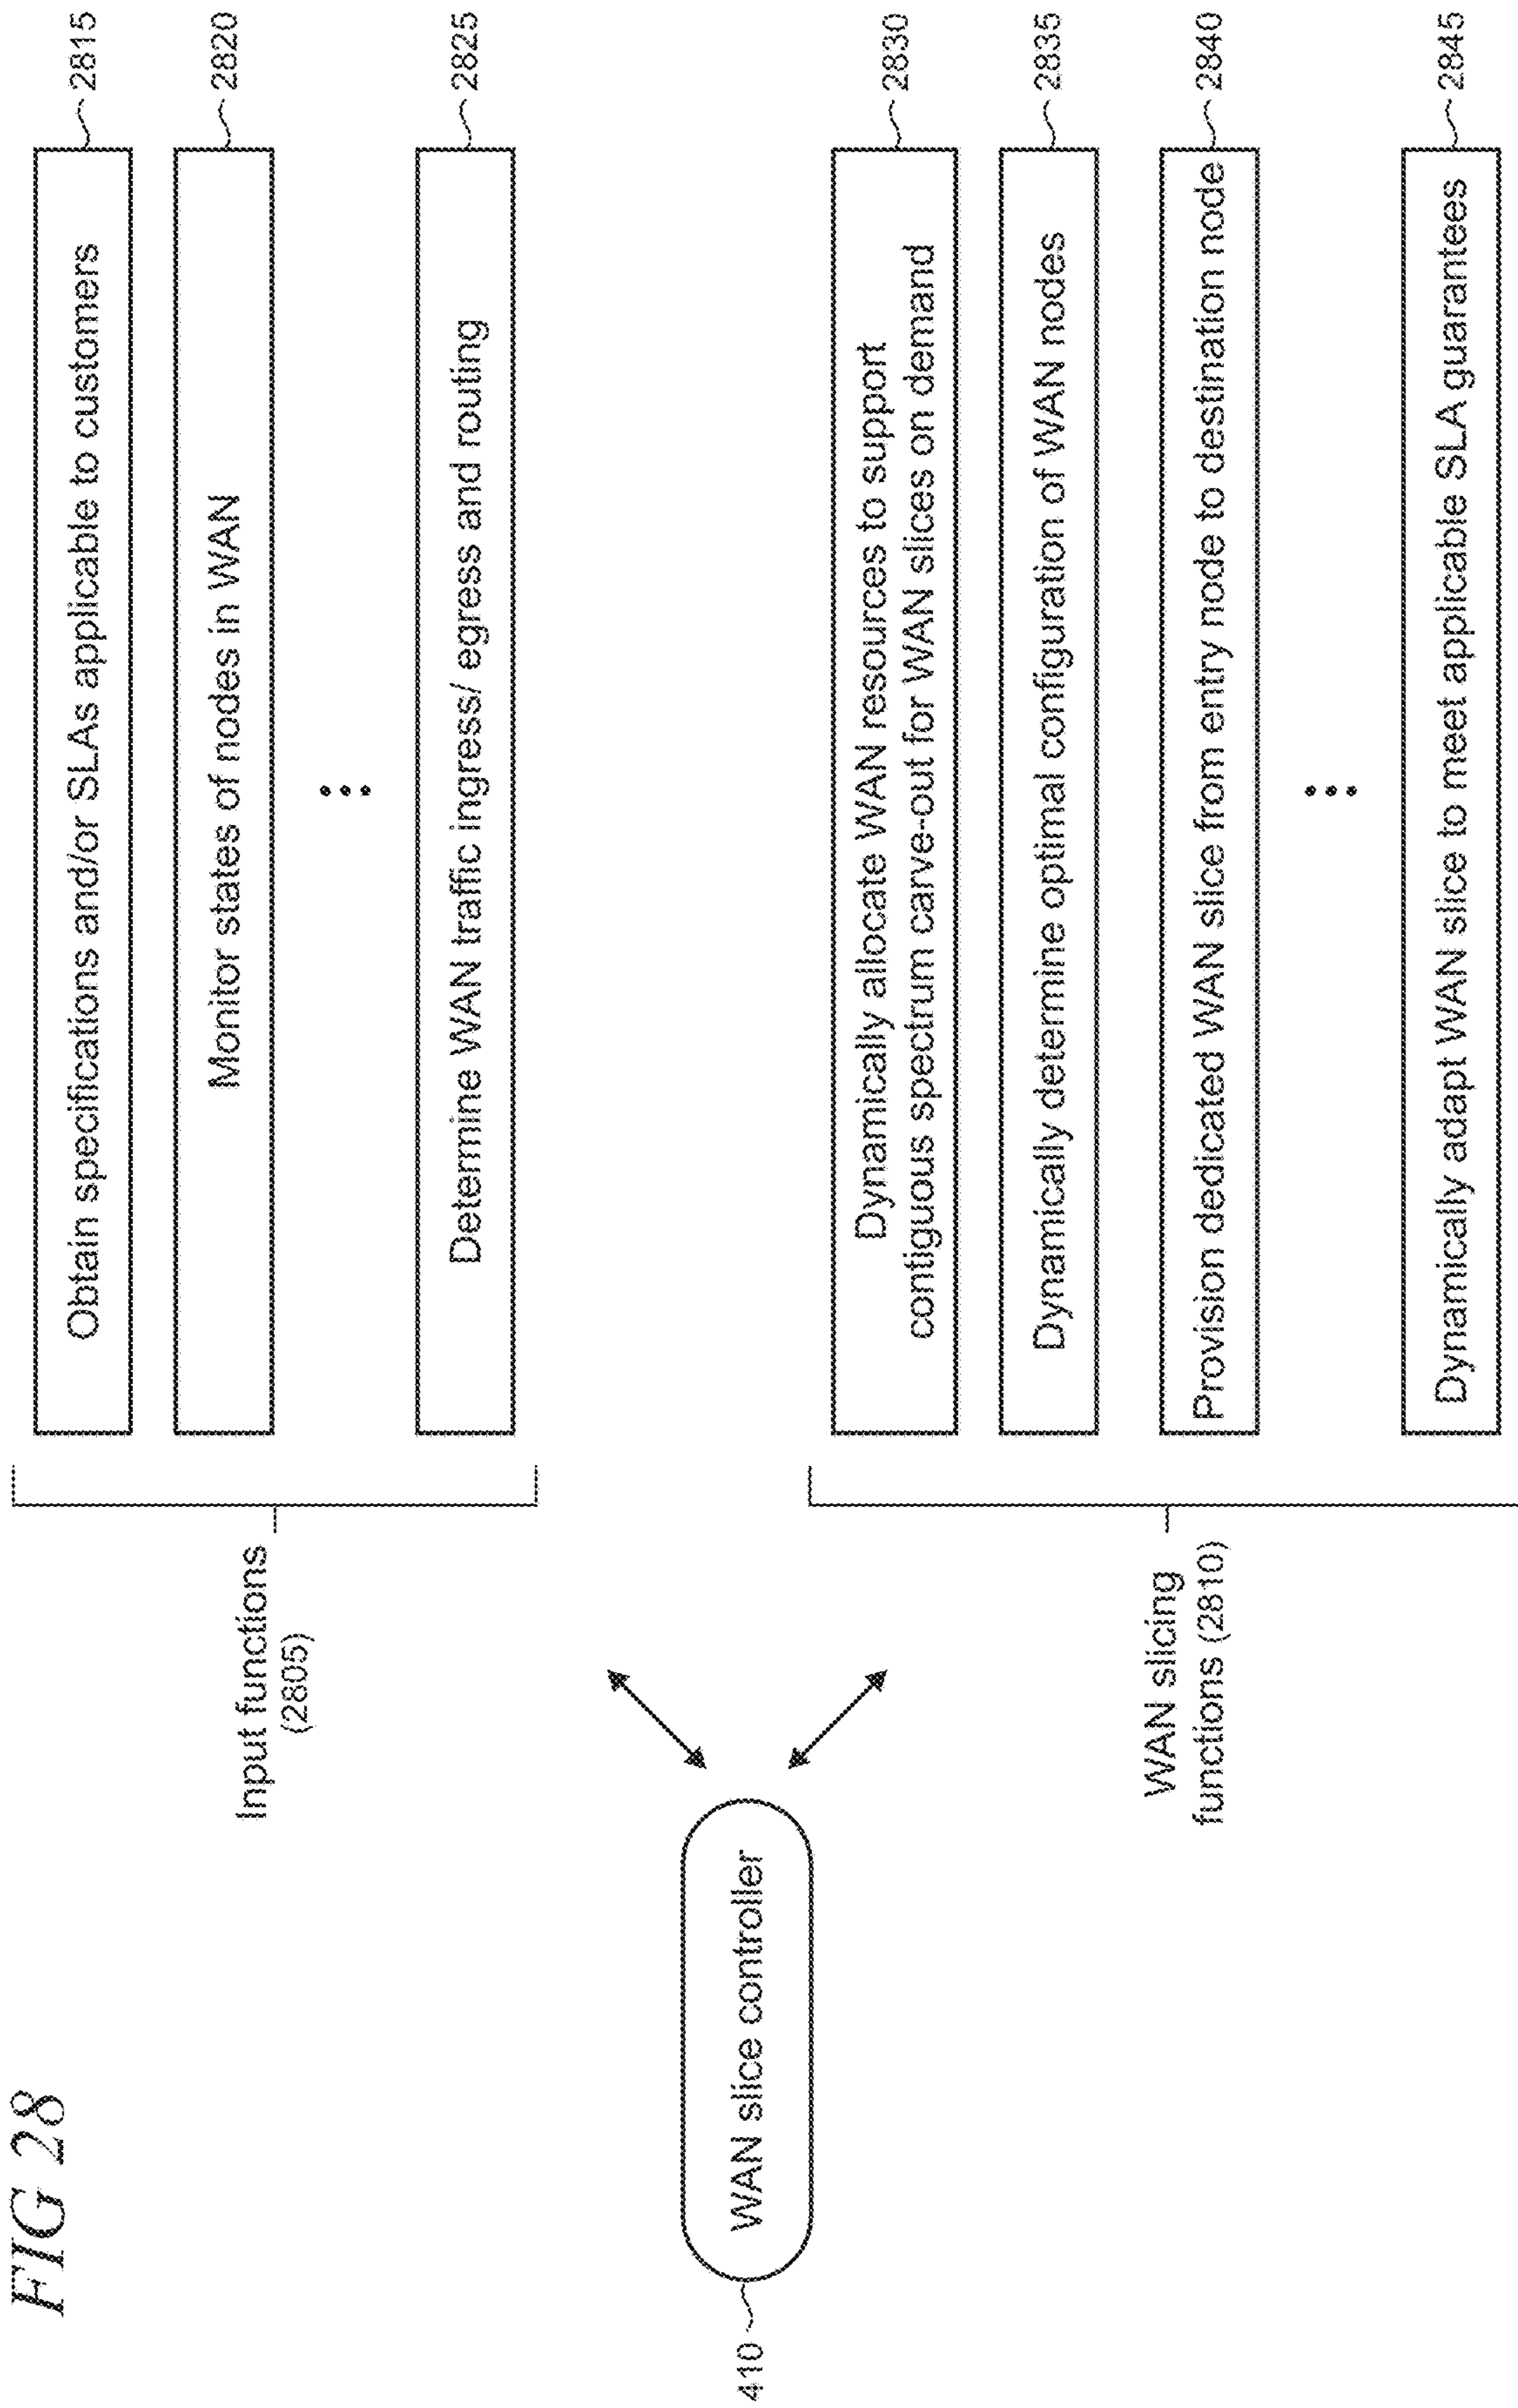 FIG 28
410
WAN slice controller
Input functions
(2805)
Obtain specifications and/or SLAs applicable to customers
2815
Monitor states of nodes in WAN
2820
Determine WAN traffic ingress/ egress and routing
2825
WAN slicing
functions (2810)
Dynamically allocate WAN resources to support
contiguous spectrum carve-out for WAN slices on demand
2830
Dynamically determine optimal configuration of WAN nodes
2835
Provision dedicated WAN slice from entry node to destination node
2840
Dynamically adapt WAN slice to meet applicable SLA guarantees
2845